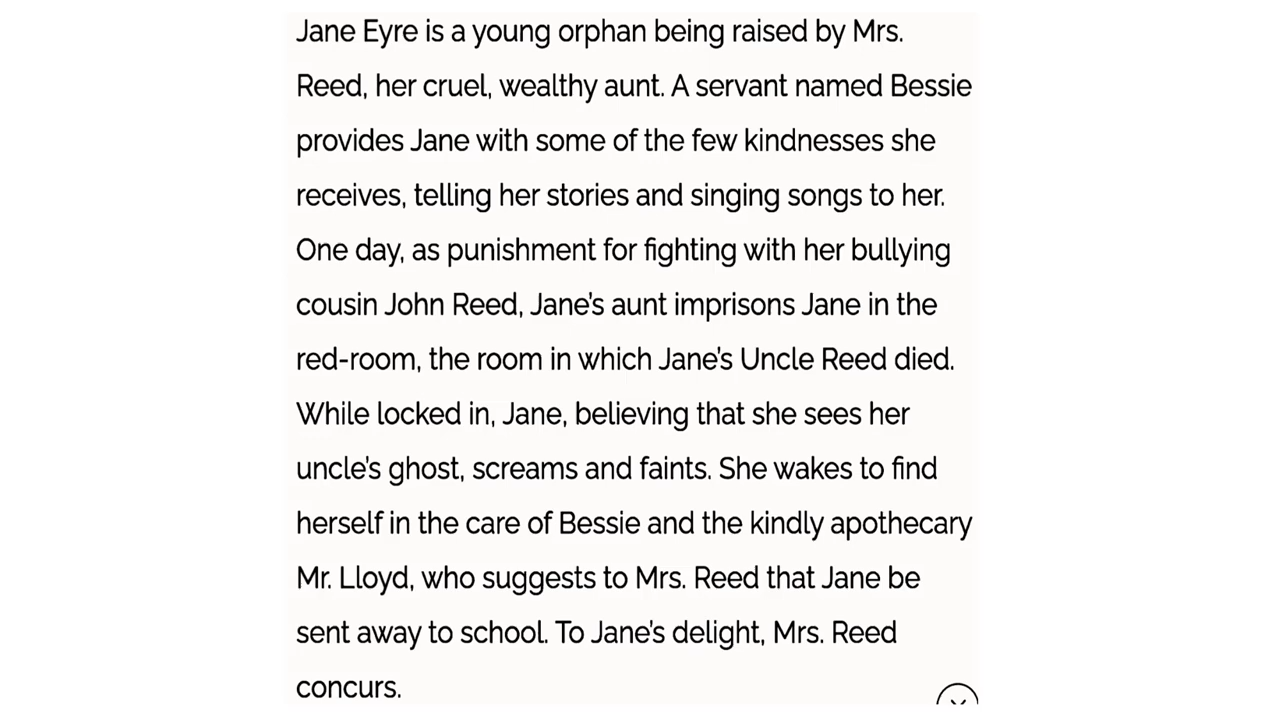 Jane Eyre is a young orphan being raised by Mrs.
Reed, her cruel, wealthy aunt. A servant named Bessie
provides Jane with some of the few kindnesses she
receives, telling her stories and singing songs to her.
One day, as punishment for fighting with her bullying
cousin John Reed, Jane's aunt imprisons Jane in the
red-room, the room in which Jane's Uncle Reed died.
While locked in, Jane, believing that she sees her
uncle's ghost, screams and faints. She wakes to find
herself in the care of Bessie and the kindly apothecary
Mr. Lloyd, who suggests to Mrs. Reed that Jane be
sent away to school. To Jane's delight, Mrs. Reed
concurs.